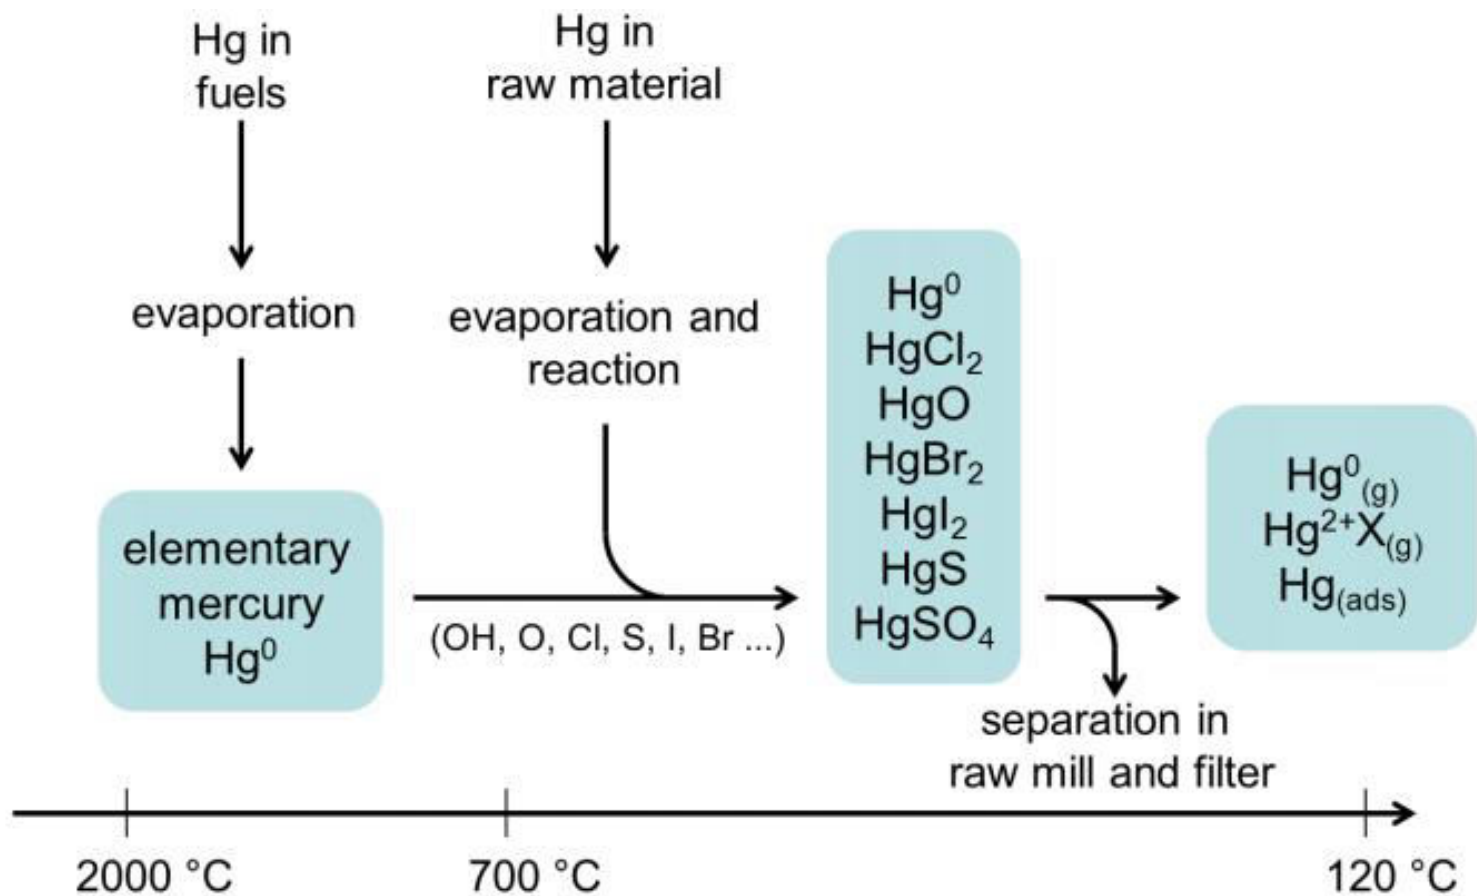 Hg in
fuels
Hg in
raw material
evaporation
evaporation and
reaction
elementary
mercury
Hg⁰
(OH, O, Cl, S, I, Br ...)
Hg⁰
HgCl₂
HgO
HgBr₂
HgI₂
HgS
HgSO₄
Hg⁰(g)
Hg²⁺X(g)
Hg(ads)
separation in
raw mill and filter
2000 °C
700 °C
120 °C